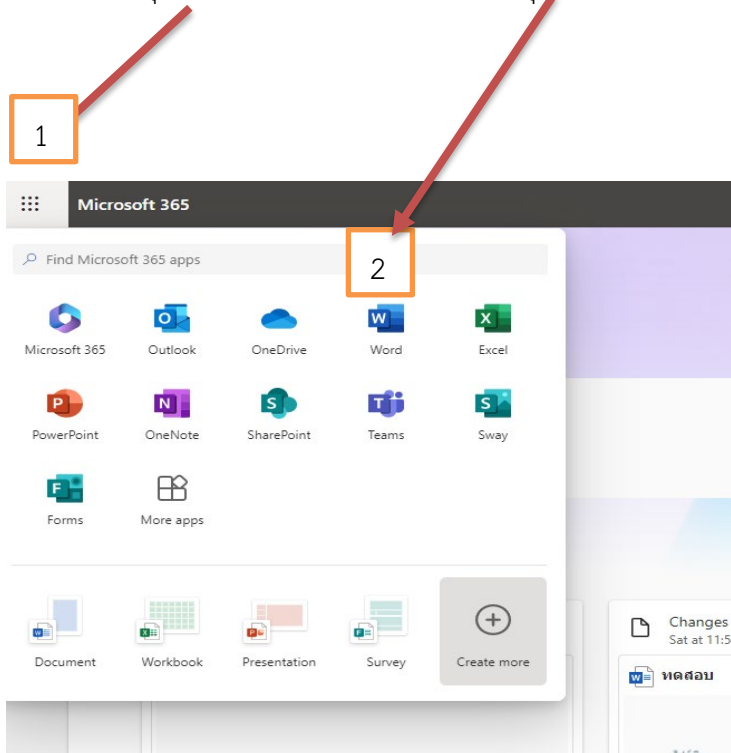 1
Microsoft 365
Find Microsoft 365 apps
2
Microsoft 365
Outlook
OneDrive
Word
Excel
PowerPoint
OneNote
SharePoint
Teams
Sway
Forms
More apps
Document
Workbook
Presentation
Survey
Create more
Changes
Sat at 11:5
ทดสอบ